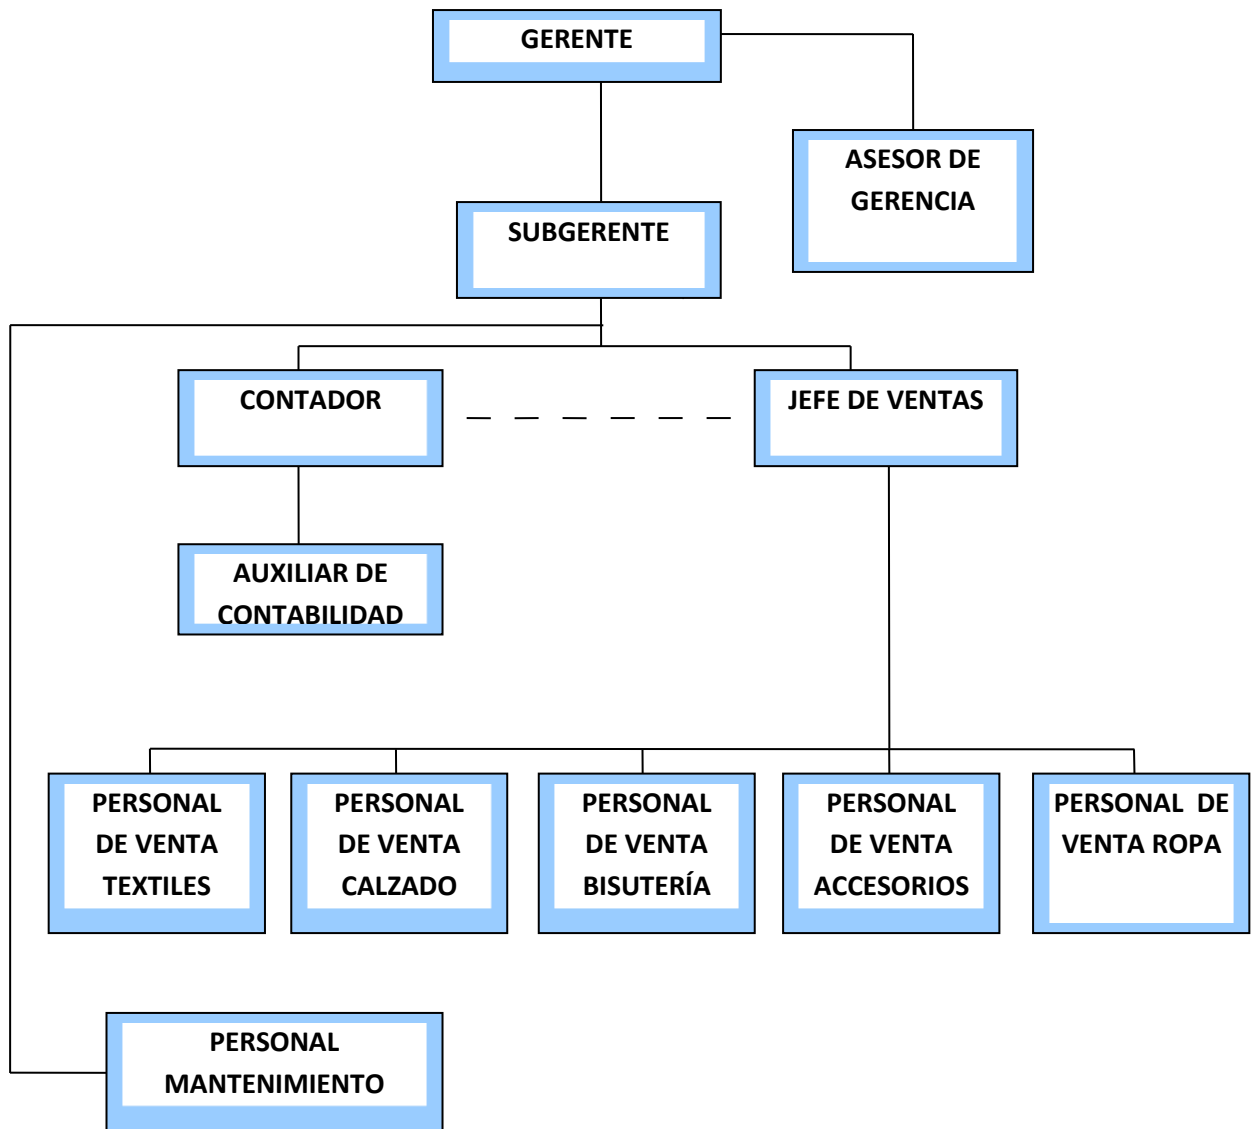 GERENTE
ASESOR DE
GERENCIA
SUBGERENTE
CONTADOR
JEFE DE VENTAS
AUXILIAR DE
CONTABILIDAD
PERSONAL
DE VENTA
TEXTILES
PERSONAL
DE VENTA
CALZADO
PERSONAL
DE VENTA
BISUTERÍA
PERSONAL
DE VENTA
ACCESORIOS
PERSONAL DE
VENTA ROPA
PERSONAL
MANTENIMIENTO